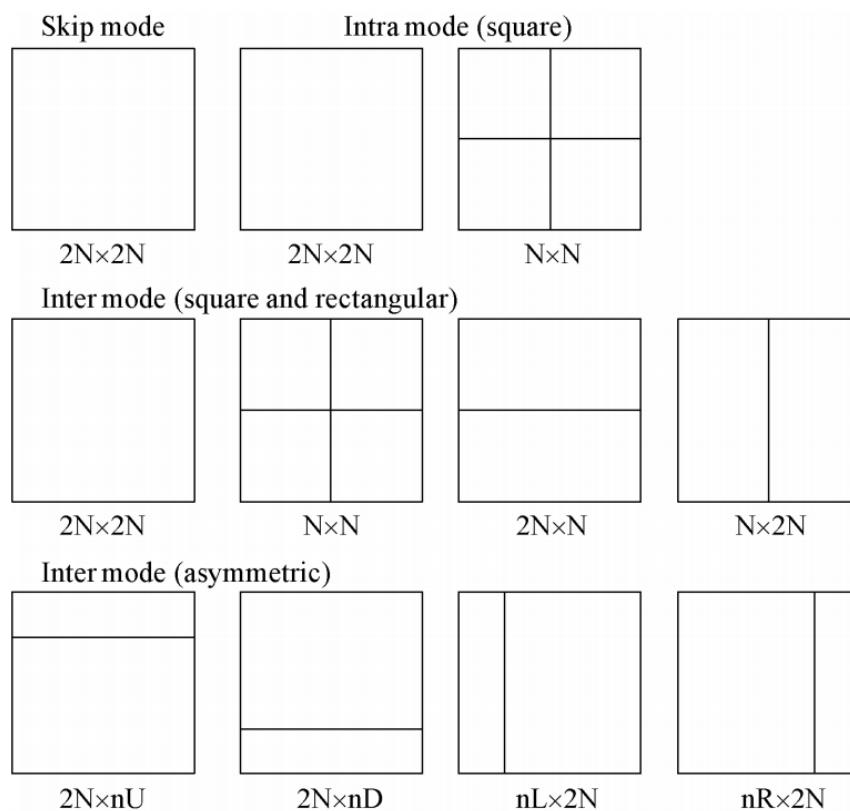 Skip mode Intra mode (square)
2N×2N 2N×2N N×N
Inter mode (square and rectangular)
2N×2N N×N 2N×N N×2N
Inter mode (asymmetric)
2N×nU 2N×nD nL×2N nR×2N